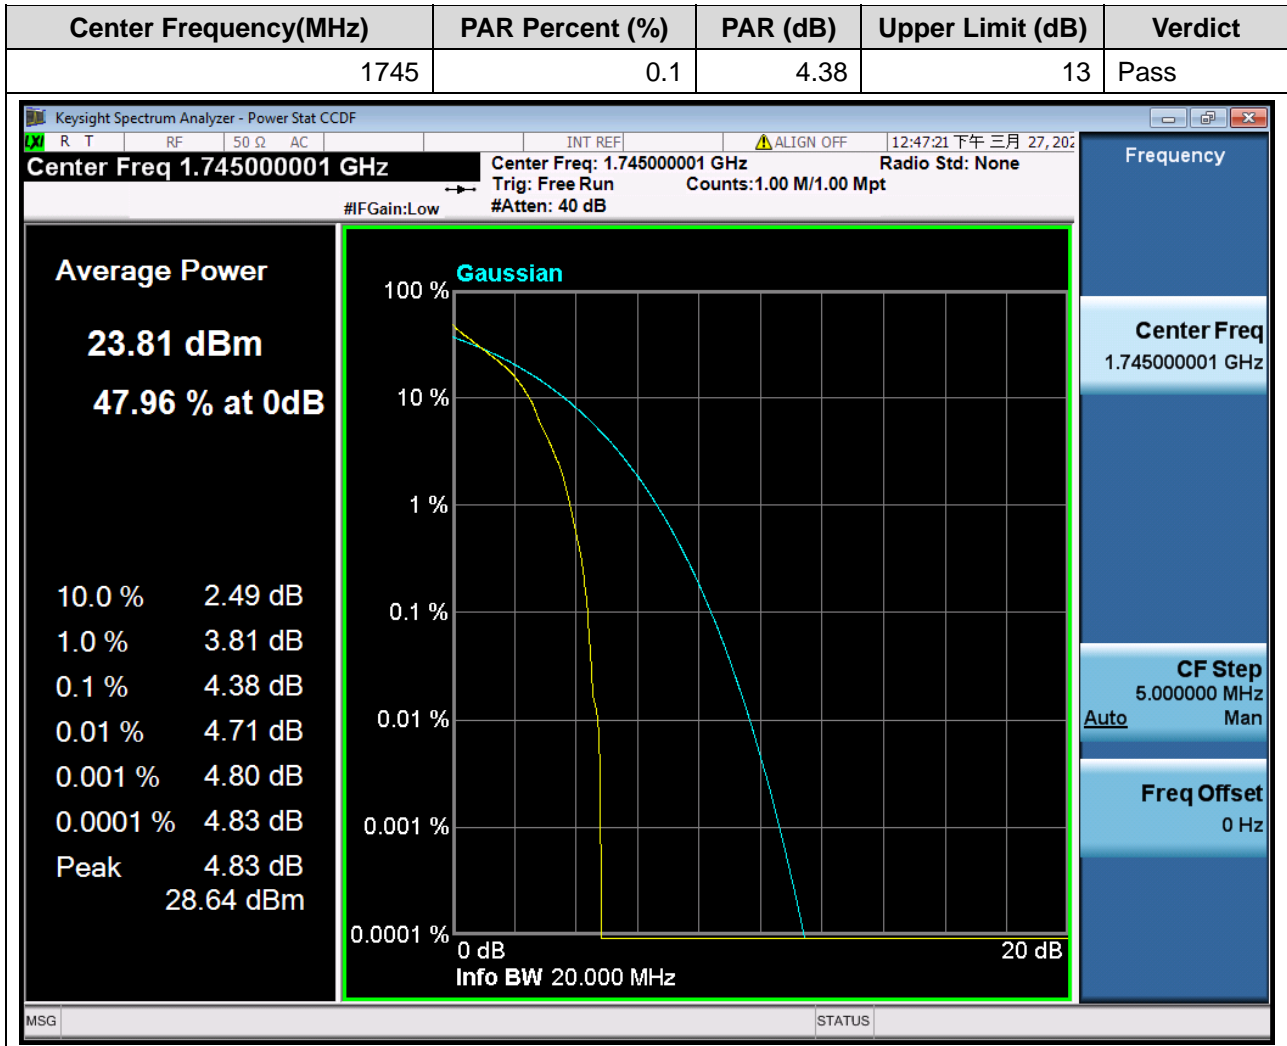 Center Frequency(MHz) PAR Percent (%) PAR (dB) Upper Limit (dB) Verdict
1745 0.1 4.38 13 Pass
Keysight Spectrum Analyzer - Power Stat CCDF
LXI R T RF 50 Ω AC INT REF ALIGN OFF 12:47:21 下午 三月 27, 202
Center Freq 1.745000001 GHz
Center Freq: 1.745000001 GHz Radio Std: None
Trig: Free Run Counts:1.00 M/1.00 Mpt
#IFGain:Low #Atten: 40 dB
Average Power
23.81 dBm
47.96 % at 0dB
10.0 % 2.49 dB
1.0 % 3.81 dB
0.1 % 4.38 dB
0.01 % 4.71 dB
0.001 % 4.80 dB
0.0001 % 4.83 dB
Peak 4.83 dB
28.64 dBm
Gaussian
100 %
10 %
1 %
0.1 %
0.01 %
0.001 %
0.0001 %
0 dB 20 dB
Info BW 20.000 MHz
Frequency
Center Freq
1.745000001 GHz
CF Step
5.000000 MHz
Auto Man
Freq Offset
0 Hz
MSG STATUS